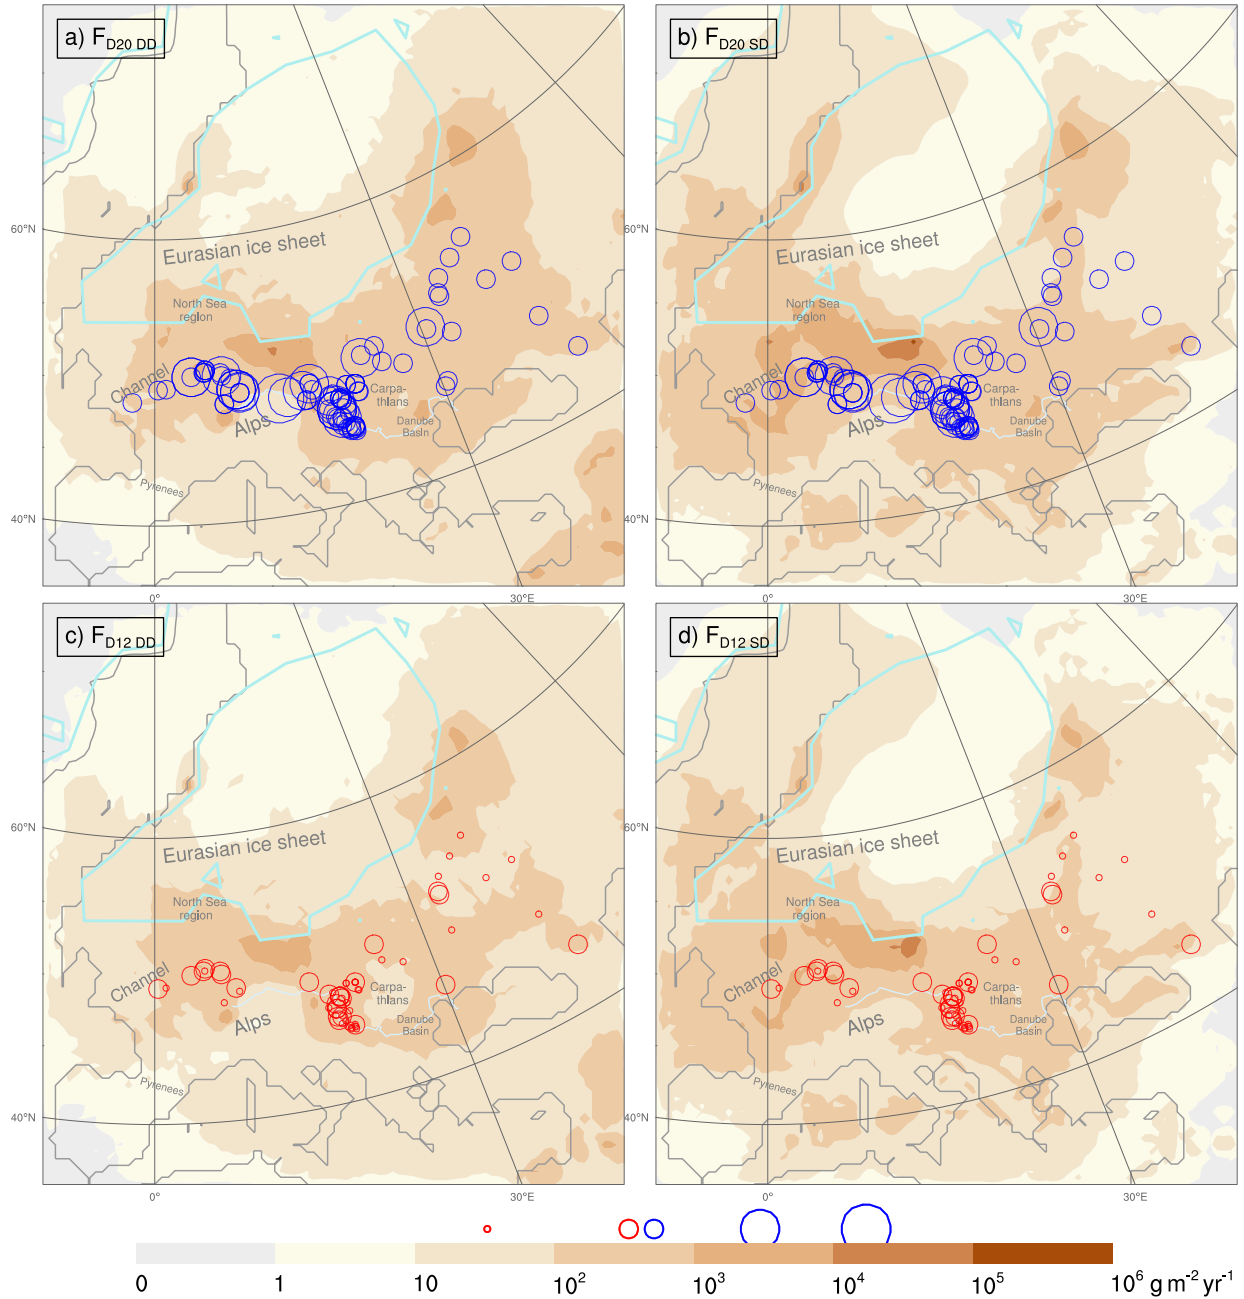 a) F D20 DD
b) F D20 SD
60°N
60°N
Eurasian ice sheet
Eurasian ice sheet
North Sea
region
North Sea
region
Channel
Channel
Carpa-
thians
Carpa-
thians
Alps
Alps
Danube
Basin
Danube
Basin
Pyrenees
Pyrenees
40°N
40°N
0°
30°E
0°
30°E
c) F D12 DD
d) F D12 SD
60°N
60°N
Eurasian ice sheet
Eurasian ice sheet
North Sea
region
North Sea
region
Channel
Channel
Carpa-
thians
Carpa-
thians
Alps
Alps
Danube
Basin
Danube
Basin
Pyrenees
Pyrenees
40°N
40°N
0°
30°E
0°
30°E
0 1 10 10² 10³ 10⁴ 10⁵ 10⁶ g m⁻² yr⁻¹